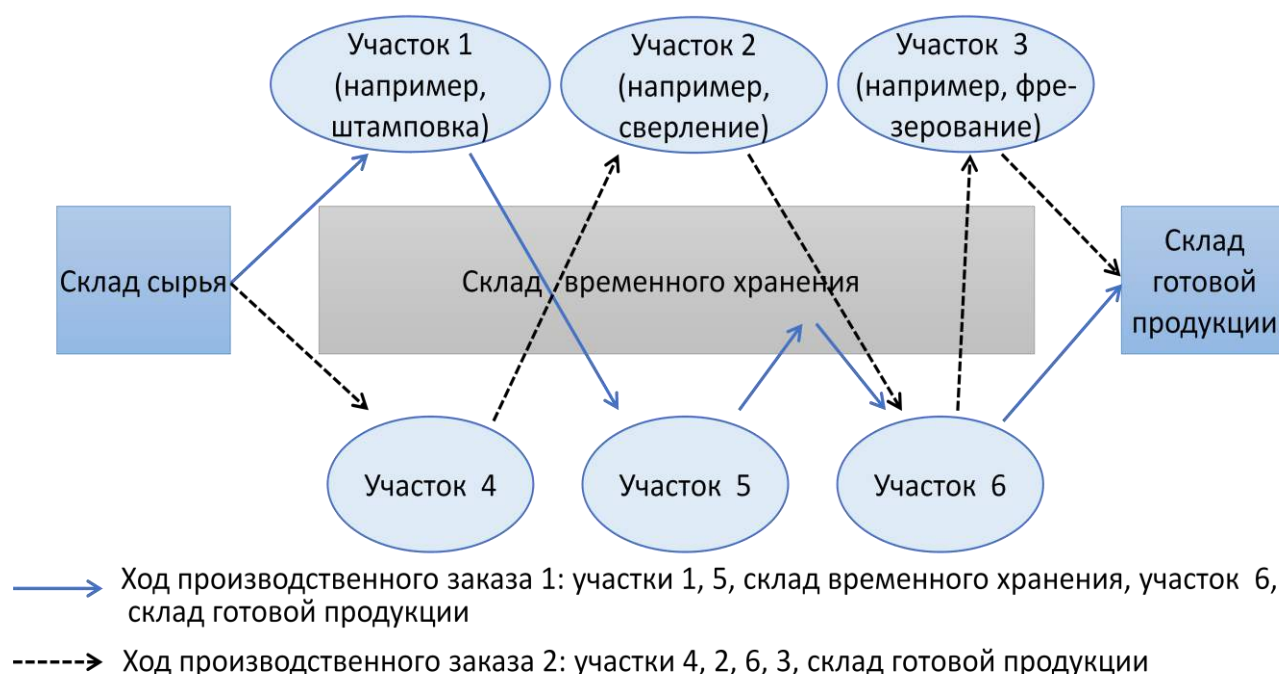 Участок 1
(например,
штамповка)
Участок 2
(например,
сверление)
Участок 3
(например, фре-
зерование)
Склад сырья
Склад временного хранения
Склад
готовой
продукции
Участок 4
Участок 5
Участок 6
Ход производственного заказа 1: участки 1, 5, склад временного хранения, участок 6,
склад готовой продукции
Ход производственного заказа 2: участки 4, 2, 6, 3, склад готовой продукции